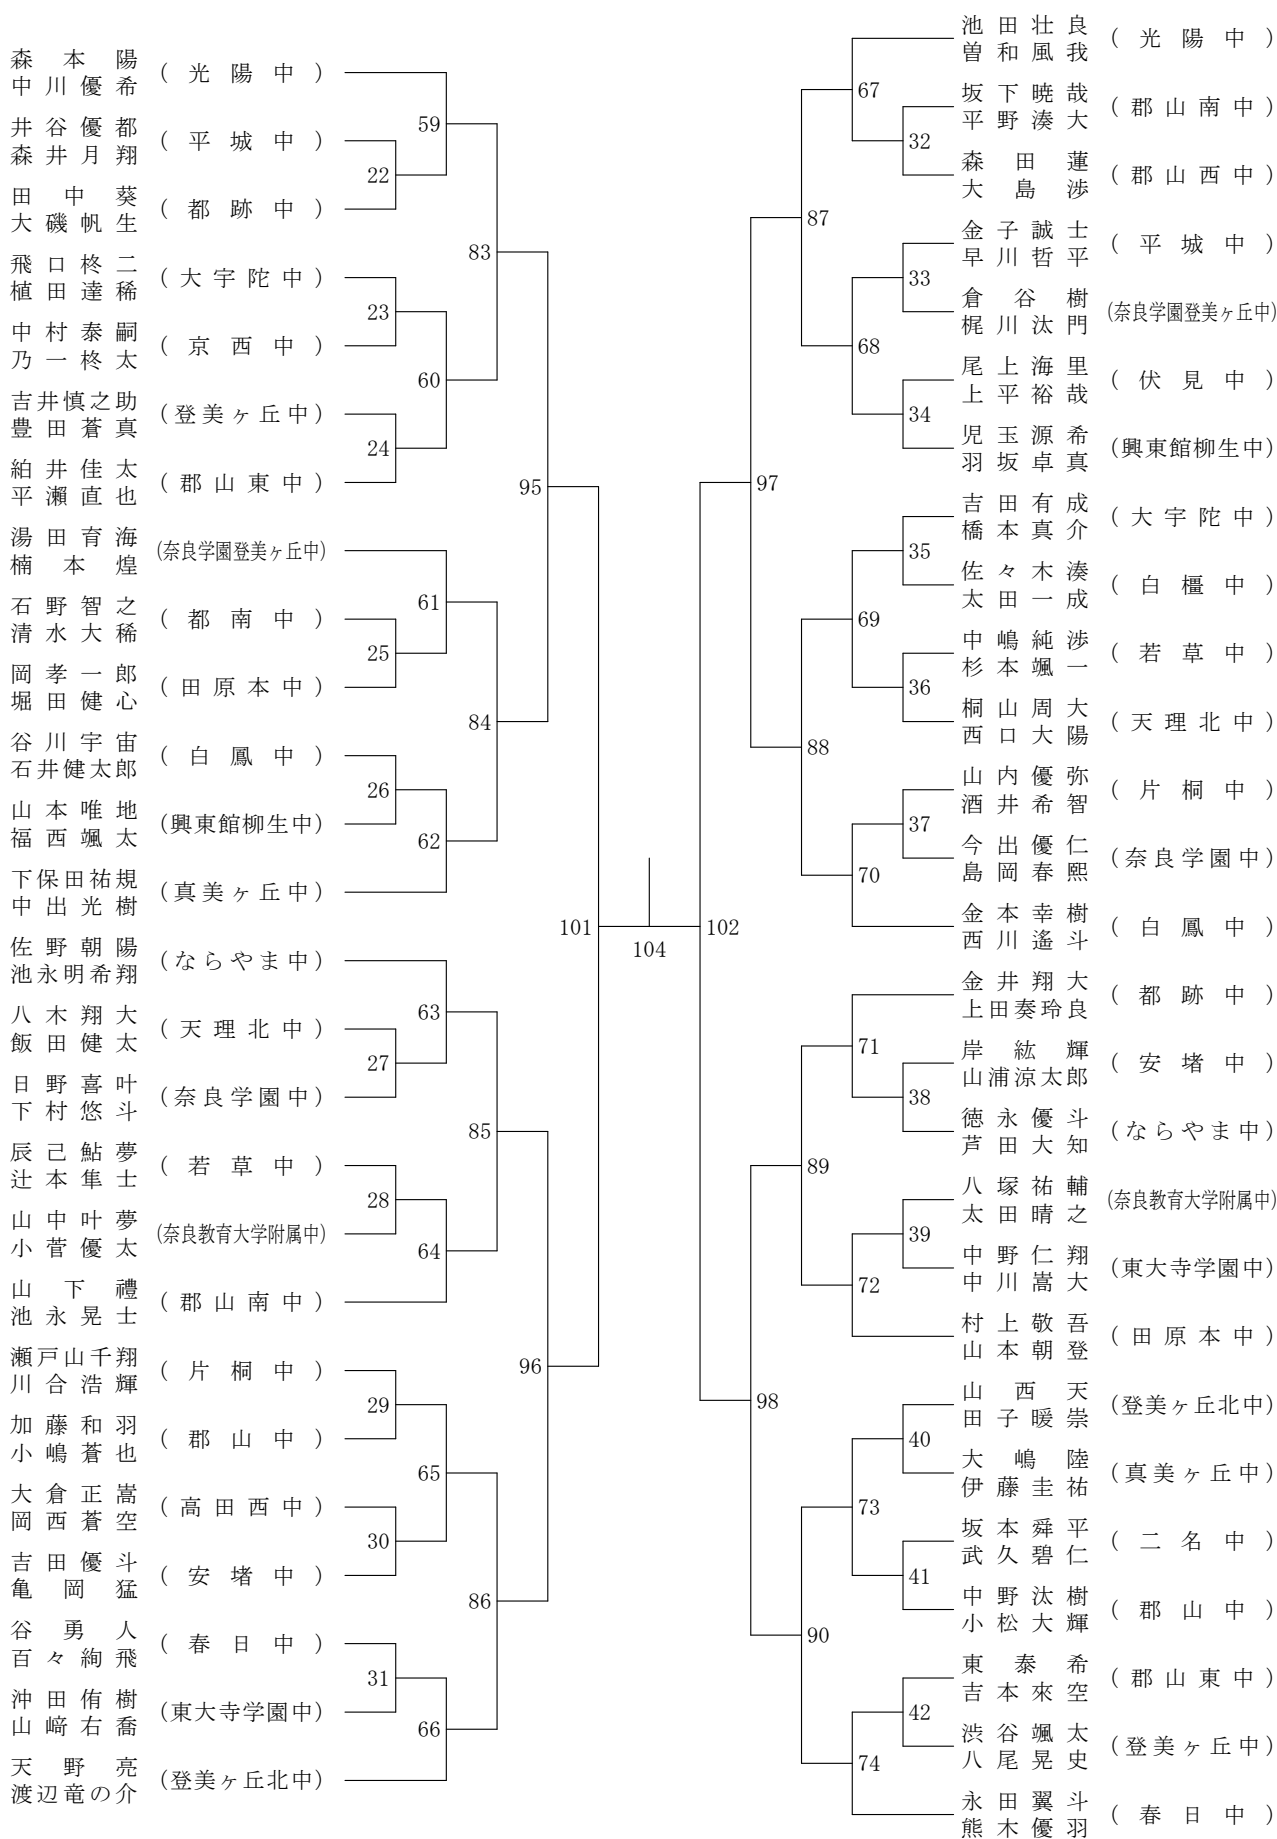 森本陽
中川優希
(光陽中)
井谷優都
森井月翔
(平城中)
田中葵
大磯帆生
(都跡中)
飛口柊二
植田達稀
(大宇陀中)
中村泰嗣
乃一柊太
(京西中)
吉井慎之助
豊田蒼真
(登美ヶ丘中)
絈井佳太
平瀬直也
(郡山東中)
湯田育海
楠本煌
(奈良学園登美ヶ丘中)
石野智之
清水大稀
(都南中)
岡孝一郎
堀田健心
(田原本中)
谷川宇宙
石井健太郎
(白鳳中)
山本唯地
福西颯太
(興東館柳生中)
下保田祐規
中出光樹
(真美ヶ丘中)
佐野朝陽
池永明希翔
(ならやま中)
八木翔大
飯田健太
(天理北中)
日野喜叶
下村悠斗
(奈良学園中)
辰己鮎夢
辻本隼士
(若草中)
山中叶夢
小菅優太
(奈良教育大学附属中)
山下禮
池永晃士
(郡山南中)
瀬戸山千翔
川合浩輝
(片桐中)
加藤和羽
小嶋蒼也
(郡山中)
大倉正嵩
岡西蒼空
(高田西中)
吉田優斗
亀岡猛
(安堵中)
谷勇人
百々絢飛
(春日中)
沖田侑樹
山﨑右喬
(東大寺学園中)
天野亮
渡辺竜の介
(登美ヶ丘北中)
22
23
24
25
26
27
28
29
30
31
59
60
61
62
63
64
65
66
83
84
85
86
95
96
101
104
102
97
98
87
88
89
90
67
68
69
70
71
72
73
74
32
33
34
35
36
37
38
39
40
41
42
池田壮良
曽和風我
(光陽中)
坂下暁哉
平野湊大
(郡山南中)
森田蓮
大島渉
(郡山西中)
金子誠士
早川哲平
(平城中)
倉谷樹
梶川汰門
(奈良学園登美ヶ丘中)
尾上海里
上平裕哉
(伏見中)
児玉源希
羽坂卓真
(興東館柳生中)
吉田有成
橋本真介
(大宇陀中)
佐々木湊
太田一成
(白橿中)
中嶋純渉
杉本颯一
(若草中)
桐山周大
西口大陽
(天理北中)
山内優弥
酒井希智
(片桐中)
今出優仁
島岡春熙
(奈良学園中)
金本幸樹
西川遙斗
(白鳳中)
金井翔大
上田奏玲良
(都跡中)
岸紘輝
山浦涼太郎
(安堵中)
徳永優斗
芦田大知
(ならやま中)
八塚祐輔
太田晴之
(奈良教育大学附属中)
中野仁翔
中川嵩大
(東大寺学園中)
村上敬吾
山本朝登
(田原本中)
山西天
田子暖崇
(登美ヶ丘北中)
大嶋陸
伊藤圭祐
(真美ヶ丘中)
坂本舜平
武久碧仁
(二名中)
中野汰樹
小松大輝
(郡山中)
東泰希
吉本來空
(郡山東中)
渋谷颯太
八尾晃史
(登美ヶ丘中)
永田翼斗
熊木優羽
(春日中)